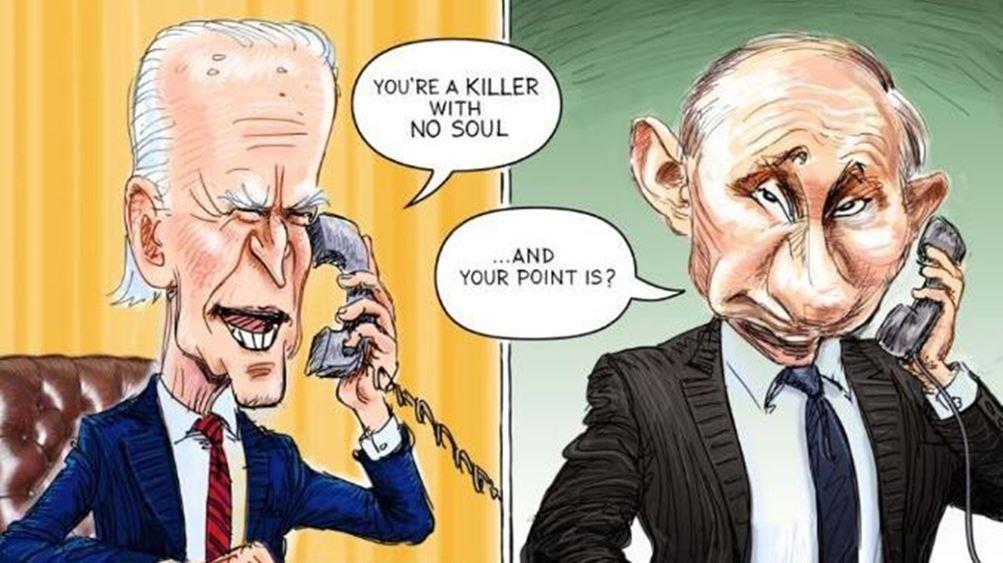 YOU'RE A KILLER
WITH
NO SOUL
...AND
YOUR POINT IS?